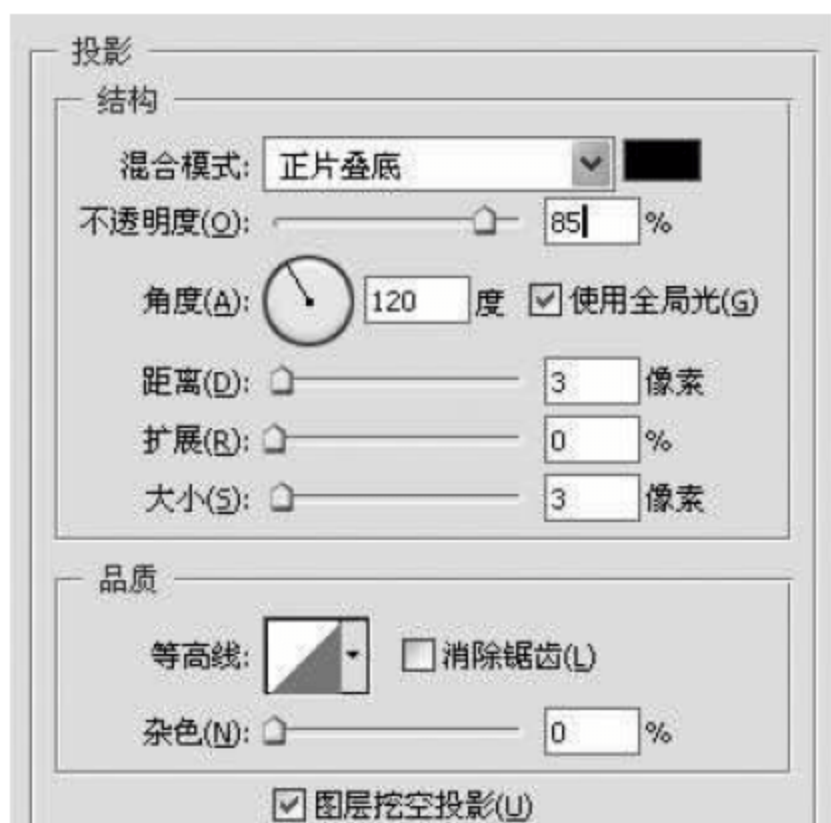 投影
结构
混合模式: 正片叠底
不透明度(O): 85 %
角度(A): 120 度 使用全局光(G)
距离(D): 3 像素
扩展(R): 0 %
大小(S): 3 像素
品质
等高线: 消除锯齿(L)
杂色(N): 0 %
图层挖空投影(U)